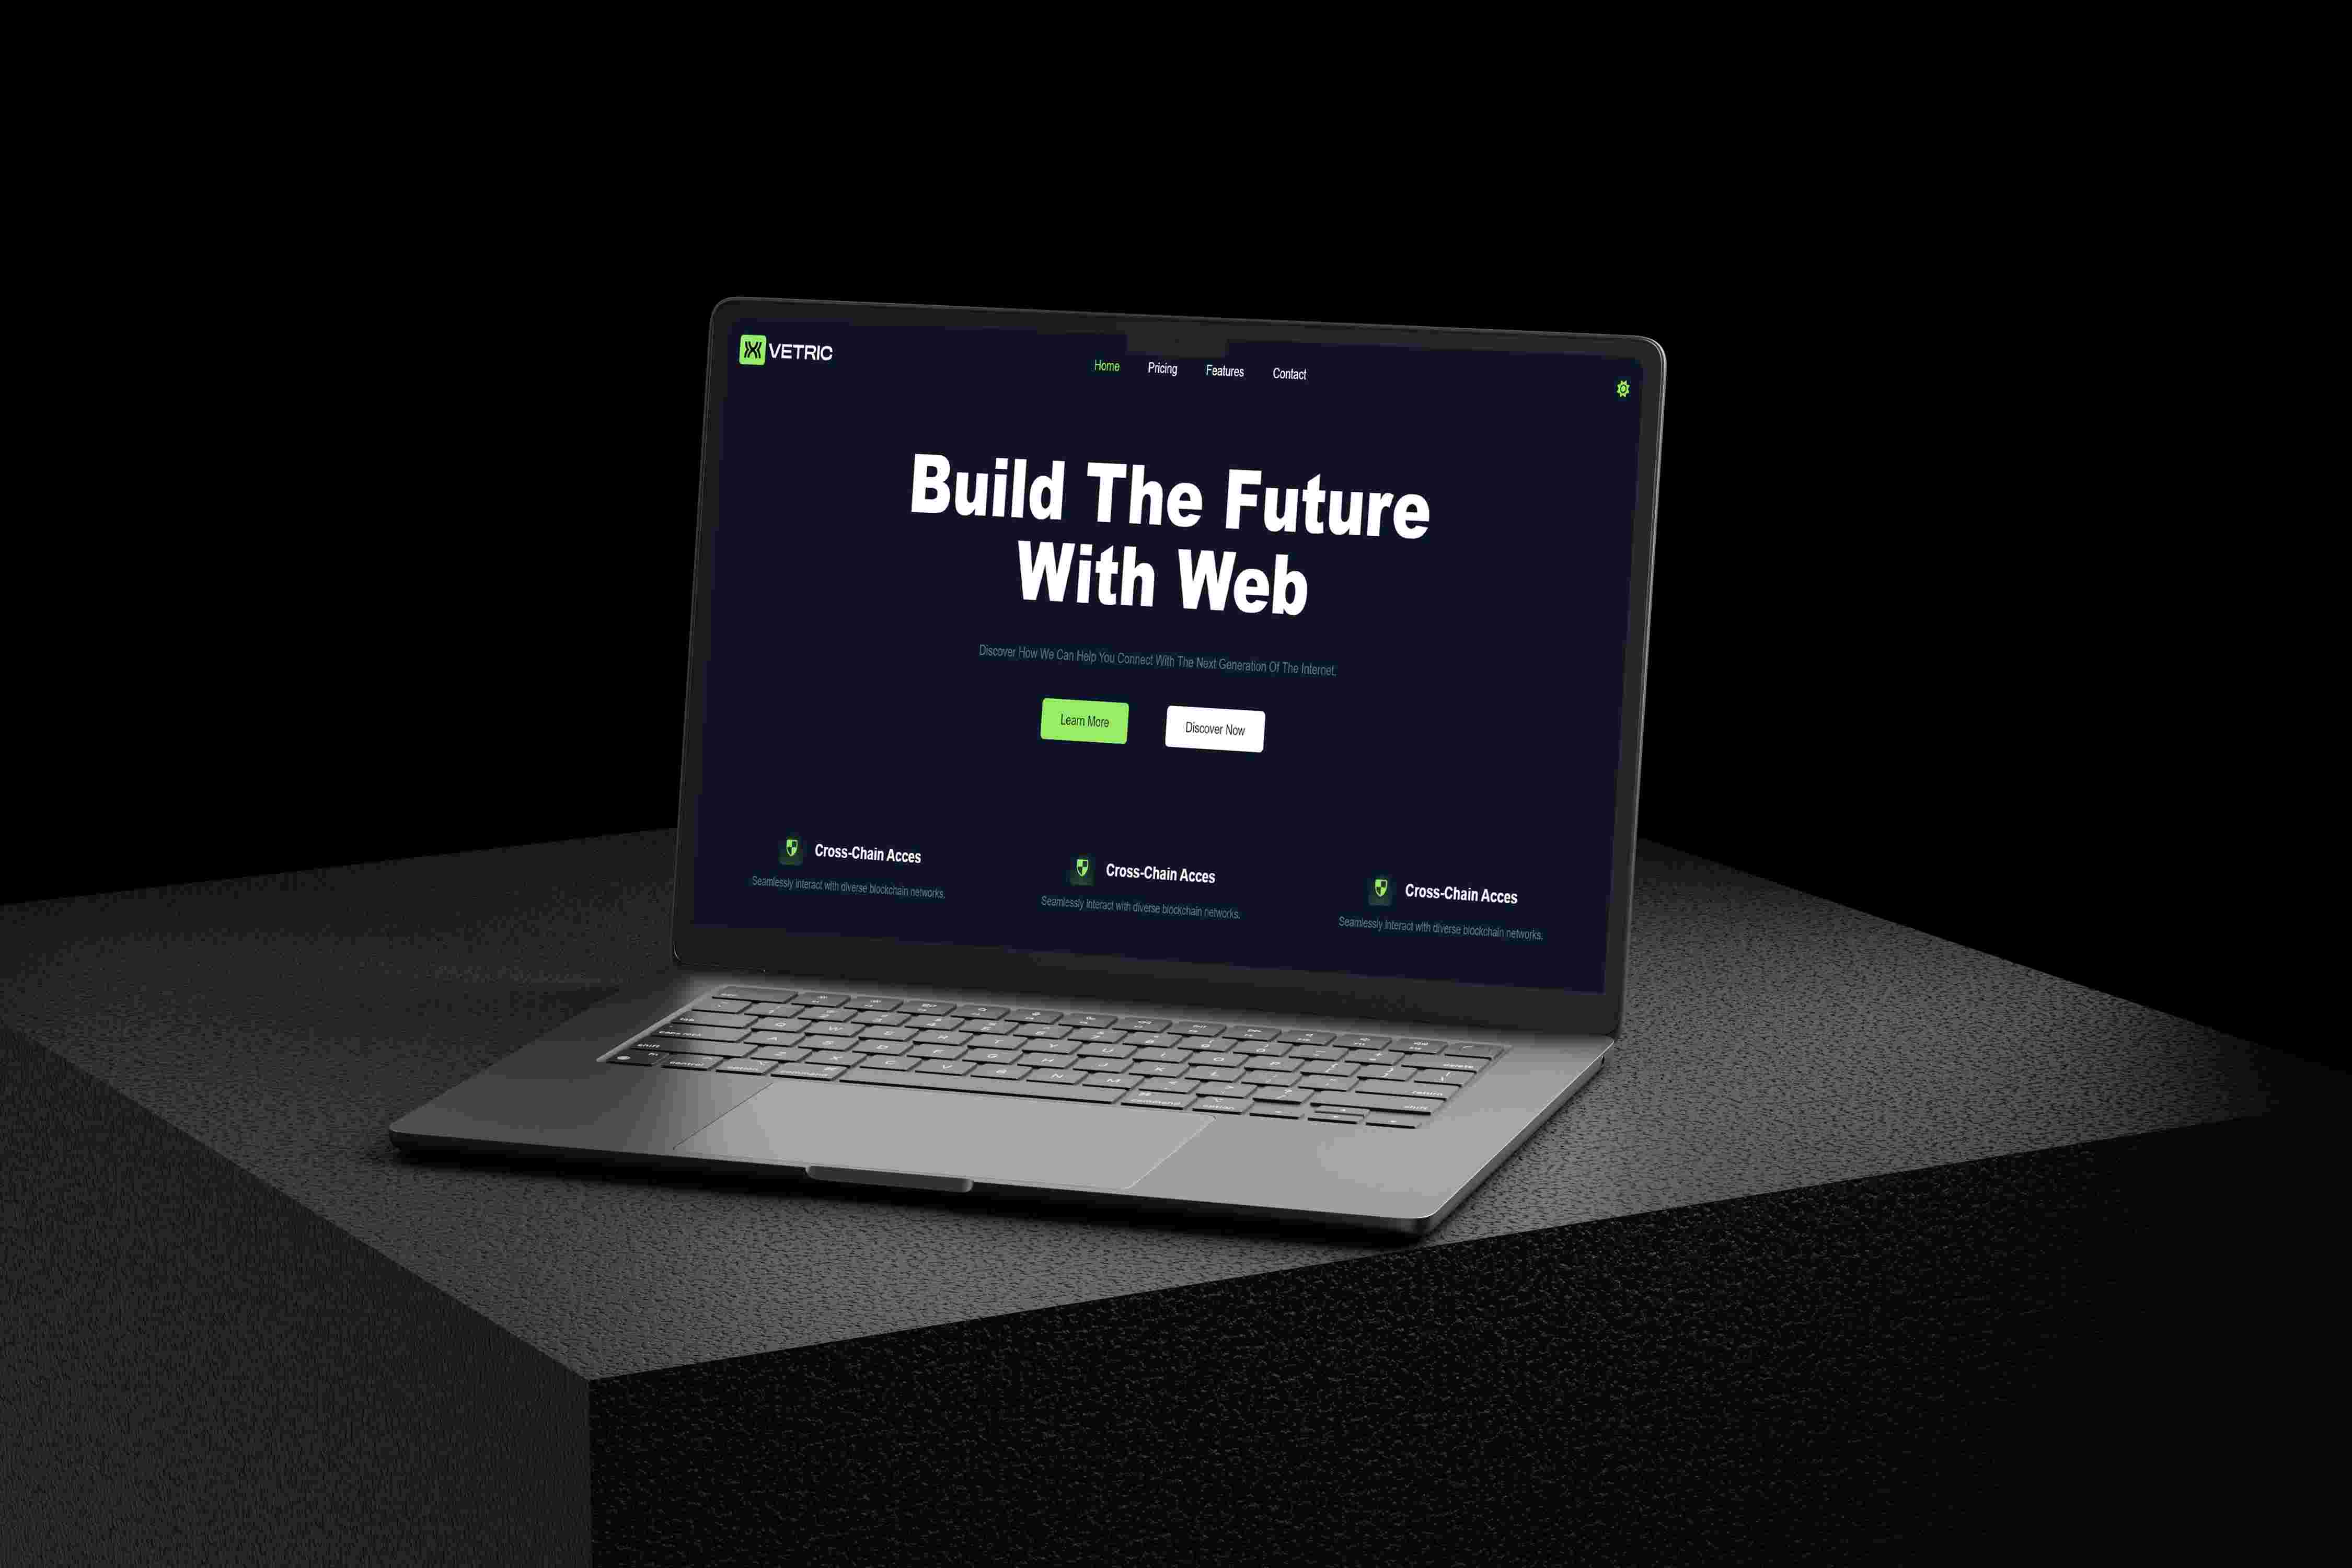 VETRIC
Home Pricing Features Contact
Build The Future
With Web
Discover How We Can Help You Connect With The Next Generation Of The Internet.
Learn More Discover Now
Cross-Chain Acces
Seamlessly interact with diverse blockchain networks.
Cross-Chain Acces
Seamlessly interact with diverse blockchain networks.
Cross-Chain Acces
Seamlessly interact with diverse blockchain networks.